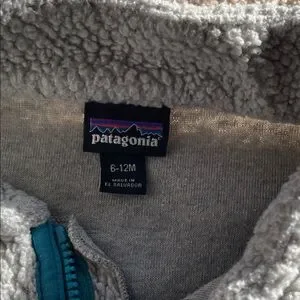 patagonia
6-12M
MADE IN
EL SALVADOR